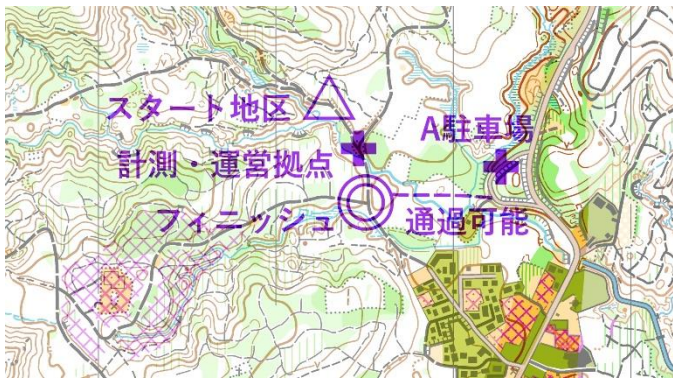 スタート地区
A駐車場
計測・運営拠点
フィニッシュ
通過可能